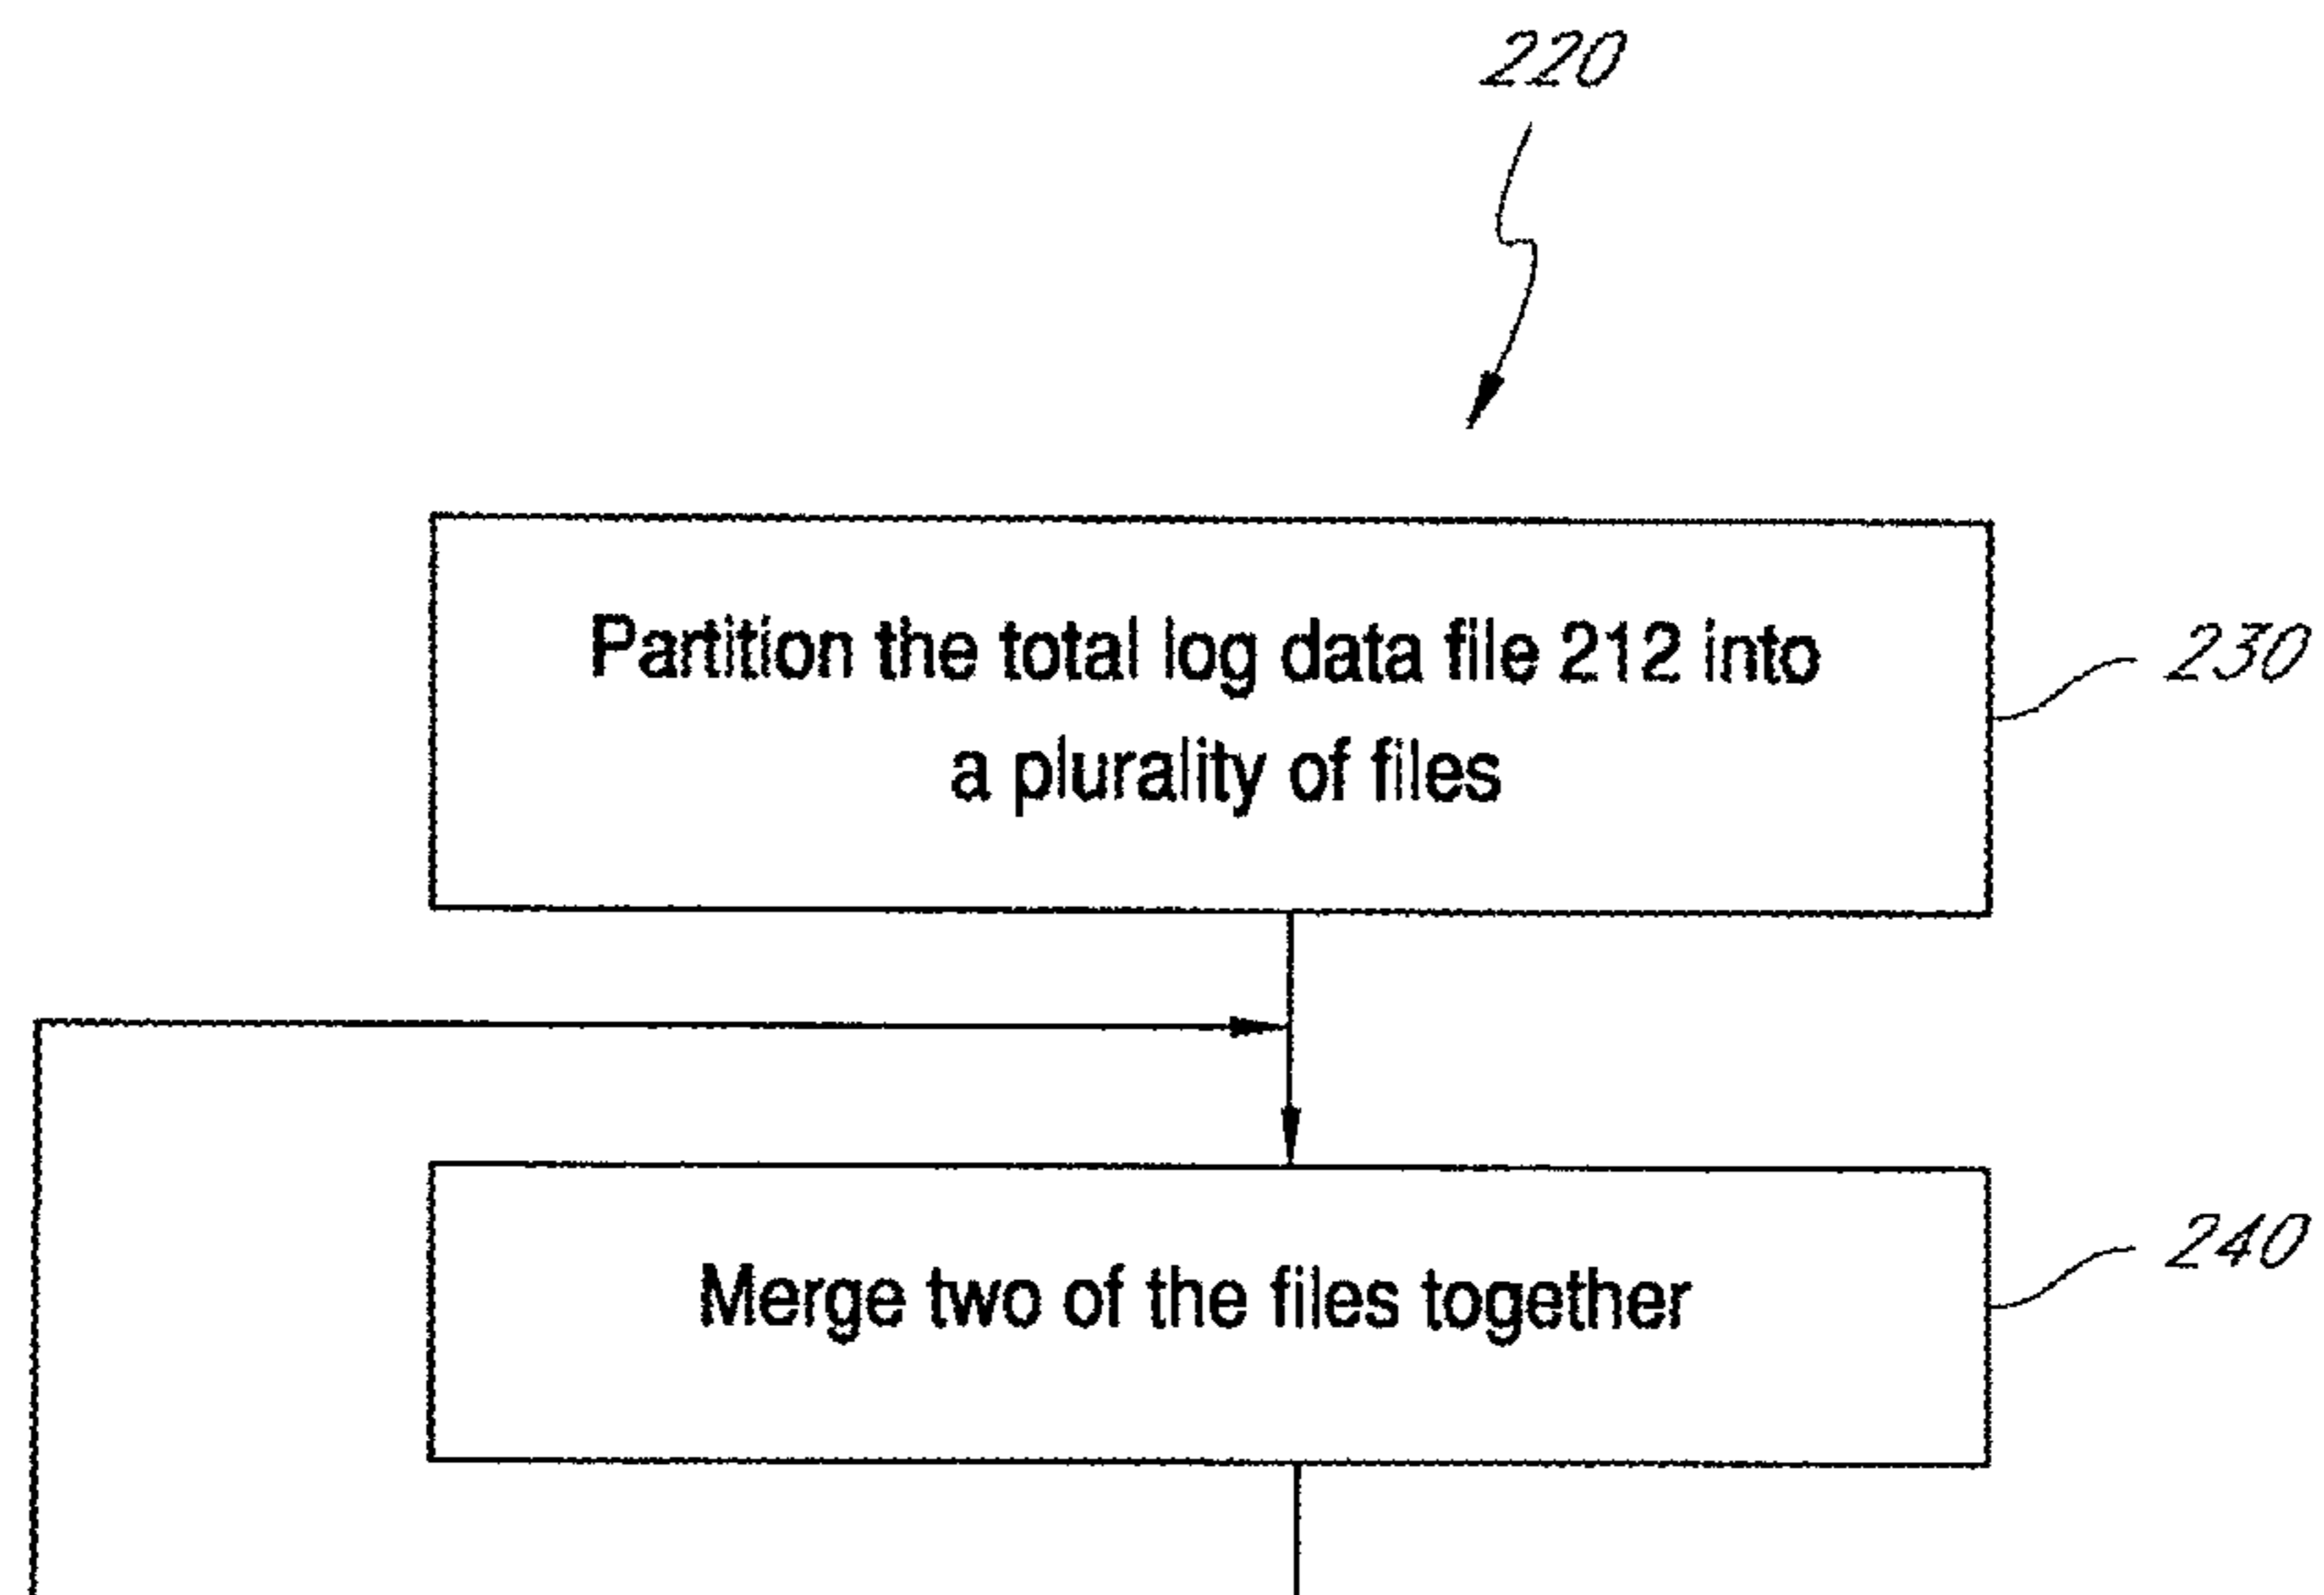 220
Partition the total log data file 212 into
a plurality of files
230
Merge two of the files together
240